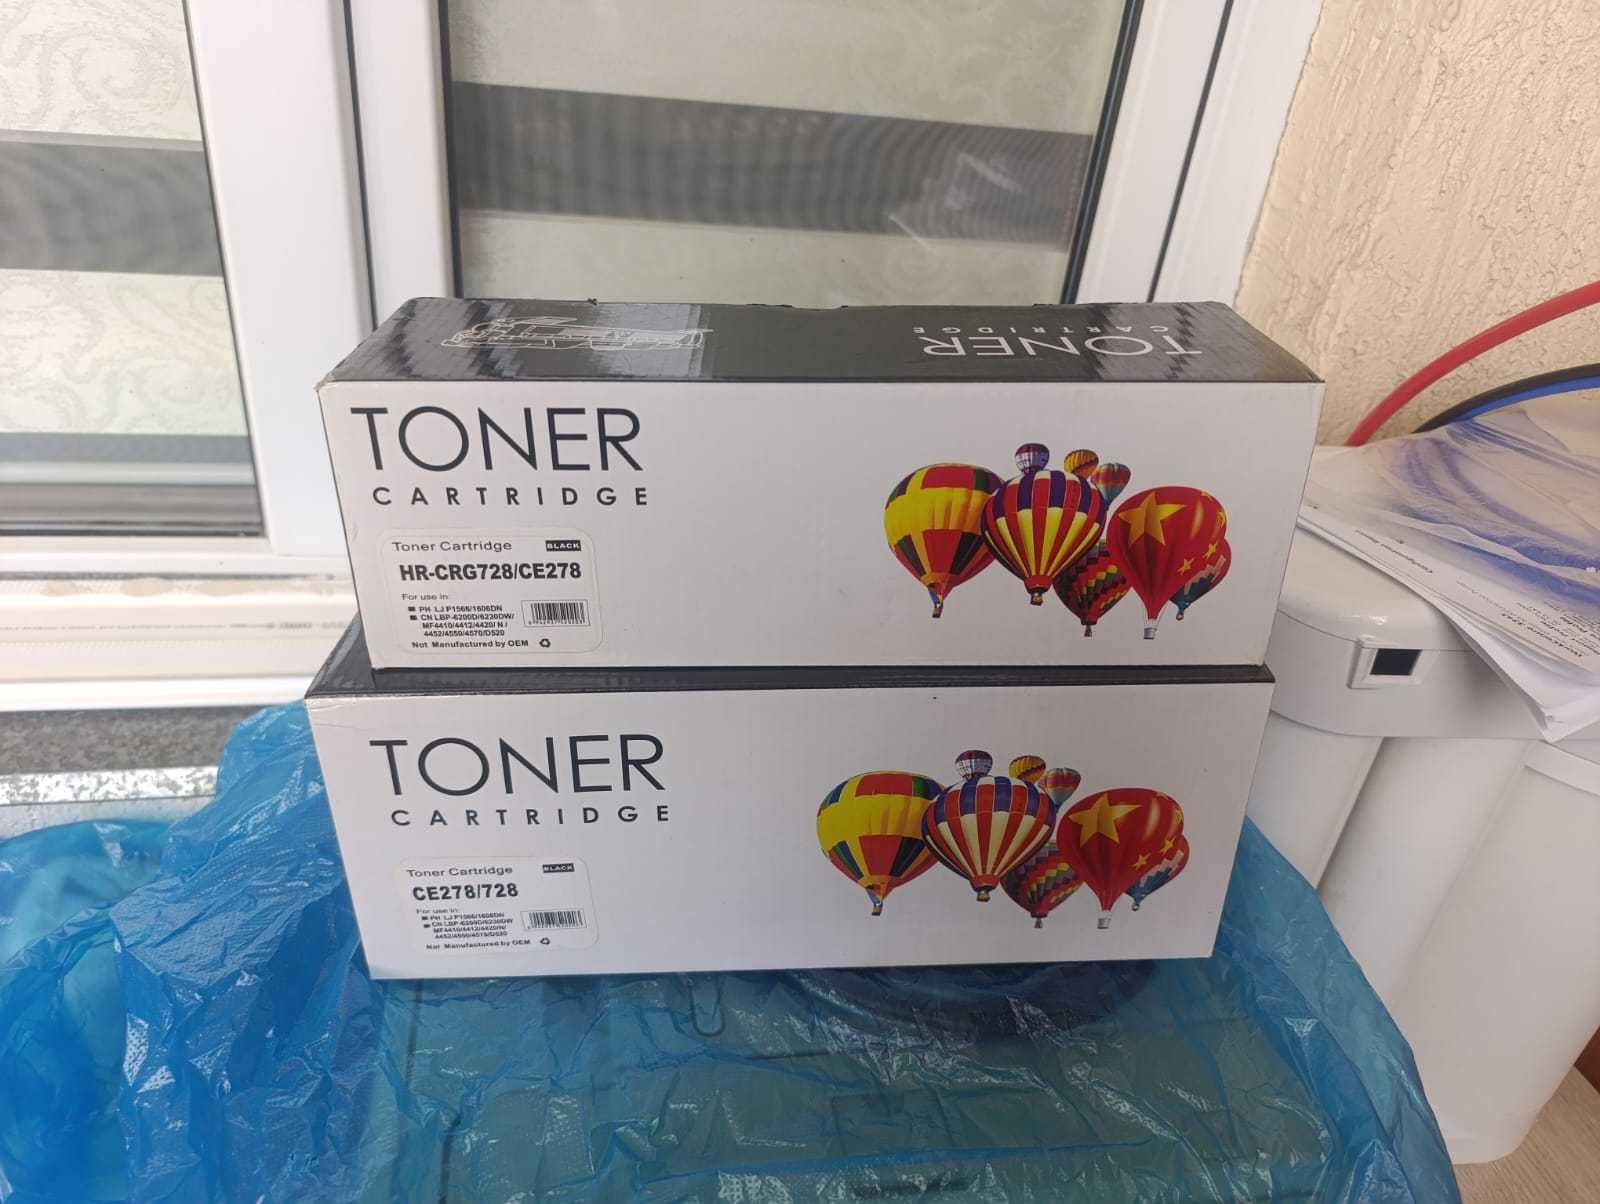 TONER
CARTRIDGE
TONER
CARTRIDGE
Toner Cartridge BLACK
HR-CRG728/CE278
For use in:
PH LJ P1566/1606DN
CN LBP-6200D/6230DW/
MF4410/4412/4420/ N /
4452/4550/4570/D520
Not Manufactured by OEM
TONER
CARTRIDGE
Toner Cartridge BLACK
CE278/728
For use in:
PH LJ P1566/1606DN
CN LBP-6200D/6230DW
MF4410/4412/4420/N/
4452/4550/4570/D520
Not Manufactured by OEM